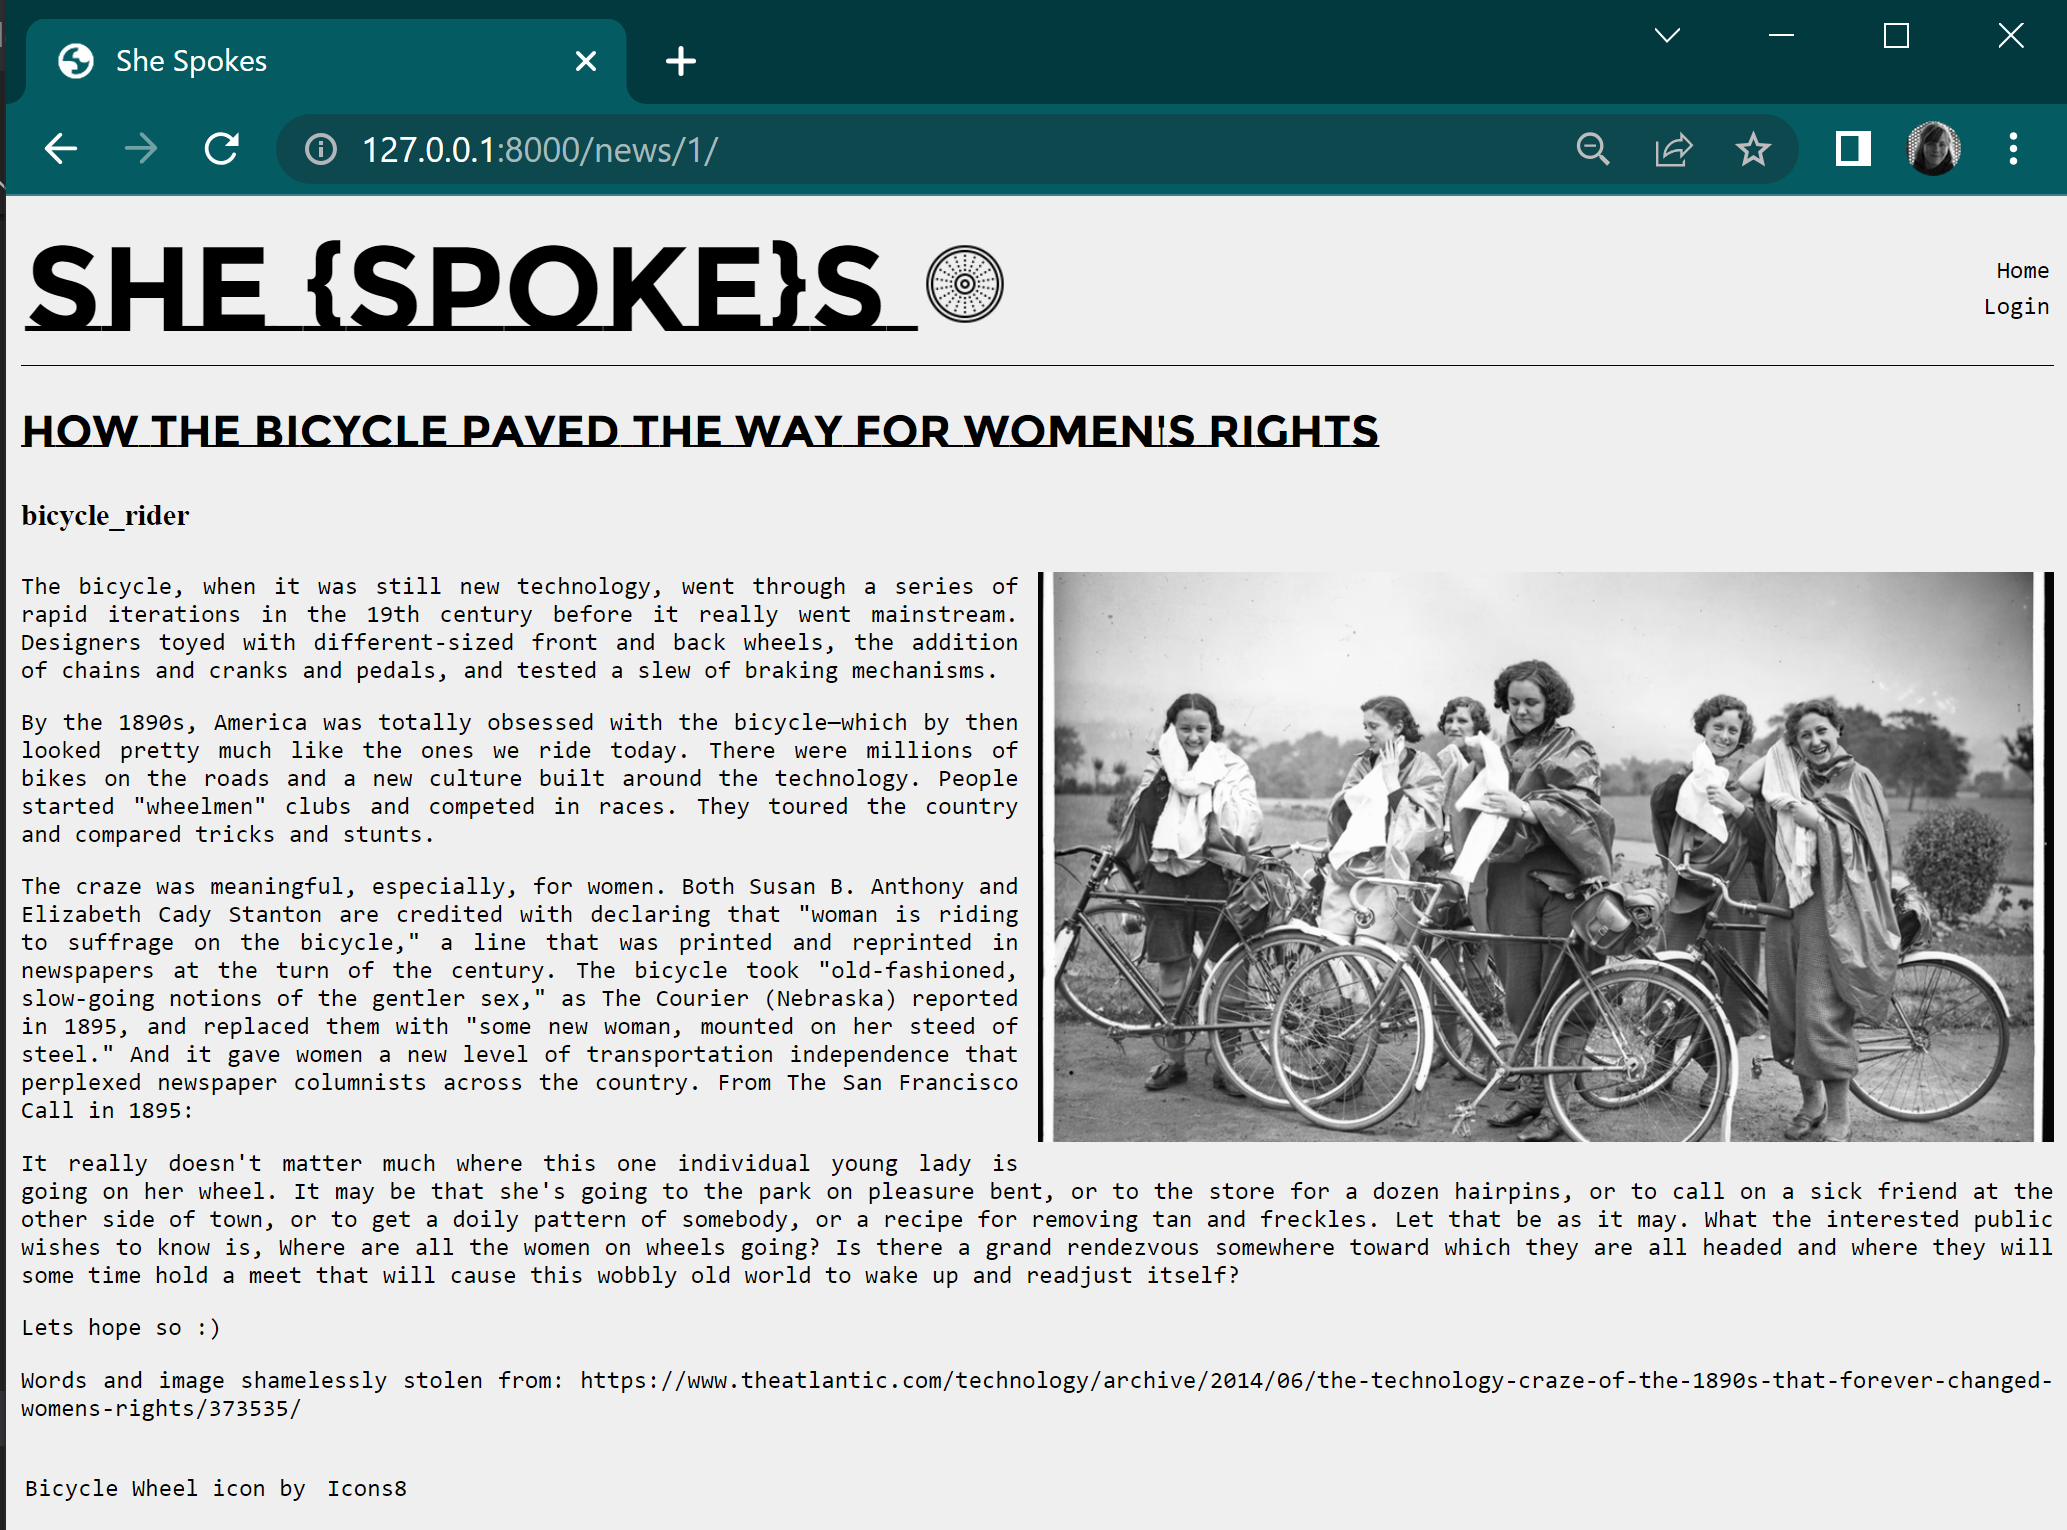 She Spokes
127.0.0.1:8000/news/1/
SHE {SPOKE}S
Home
Login
HOW THE BICYCLE PAVED THE WAY FOR WOMEN'S RIGHTS
bicycle_rider
The bicycle, when it was still new technology, went through a series of
rapid iterations in the 19th century before it really went mainstream.
Designers toyed with different-sized front and back wheels, the addition
of chains and cranks and pedals, and tested a slew of braking mechanisms.
By the 1890s, America was totally obsessed with the bicycle—which by then
looked pretty much like the ones we ride today. There were millions of
bikes on the roads and a new culture built around the technology. People
started "wheelmen" clubs and competed in races. They toured the country
and compared tricks and stunts.
The craze was meaningful, especially, for women. Both Susan B. Anthony and
Elizabeth Cady Stanton are credited with declaring that "woman is riding
to suffrage on the bicycle," a line that was printed and reprinted in
newspapers at the turn of the century. The bicycle took "old-fashioned,
slow-going notions of the gentler sex," as The Courier (Nebraska) reported
in 1895, and replaced them with "some new woman, mounted on her steed of
steel." And it gave women a new level of transportation independence that
perplexed newspaper columnists across the country. From The San Francisco
Call in 1895:
It really doesn't matter much where this one individual young lady is
going on her wheel. It may be that she's going to the park on pleasure bent, or to the store for a dozen hairpins, or to call on a sick friend at the
other side of town, or to get a doily pattern of somebody, or a recipe for removing tan and freckles. Let that be as it may. What the interested public
wishes to know is, Where are all the women on wheels going? Is there a grand rendezvous somewhere toward which they are all headed and where they will
some time hold a meet that will cause this wobbly old world to wake up and readjust itself?
Lets hope so :)
Words and image shamelessly stolen from: https://www.theatlantic.com/technology/archive/2014/06/the-technology-craze-of-the-1890s-that-forever-changed-
womens-rights/373535/
Bicycle Wheel icon by Icons8